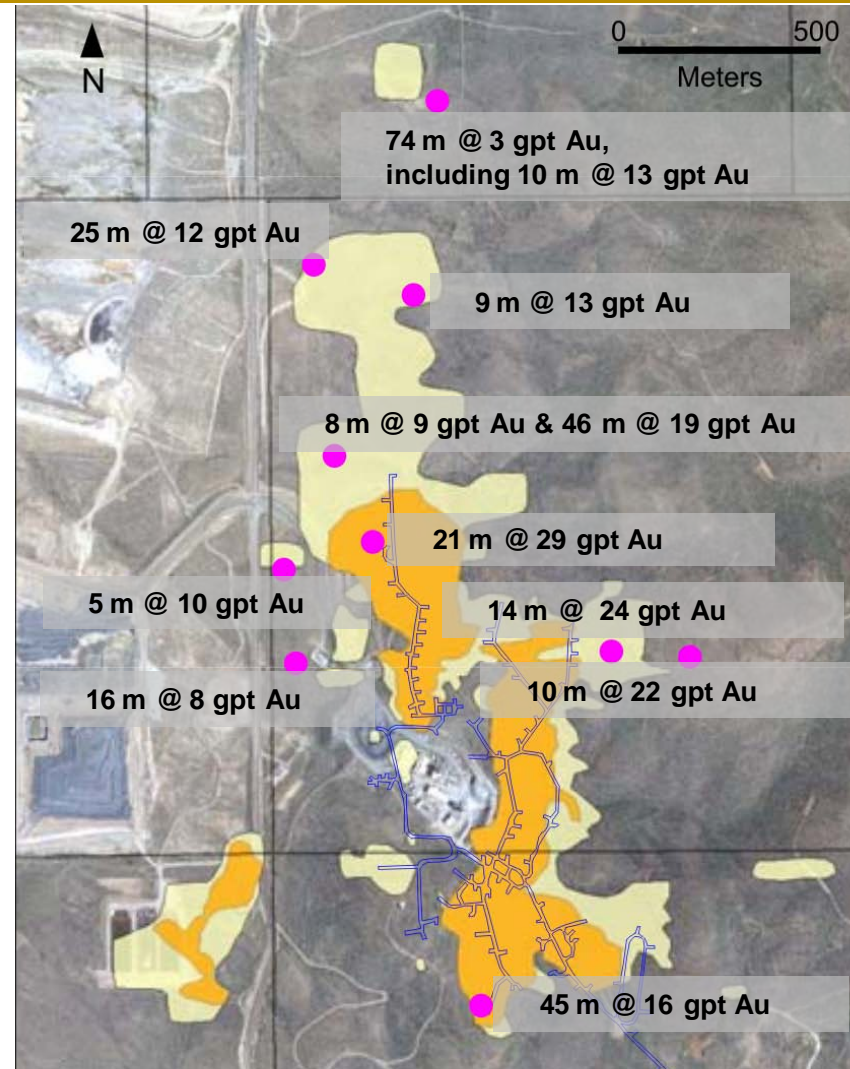 0 500
N
Meters
74 m @ 3 gpt Au,
including 10 m @ 13 gpt Au
25 m @ 12 gpt Au
9 m @ 13 gpt Au
8 m @ 9 gpt Au & 46 m @ 19 gpt Au
21 m @ 29 gpt Au
5 m @ 10 gpt Au
14 m @ 24 gpt Au
16 m @ 8 gpt Au
10 m @ 22 gpt Au
45 m @ 16 gpt Au